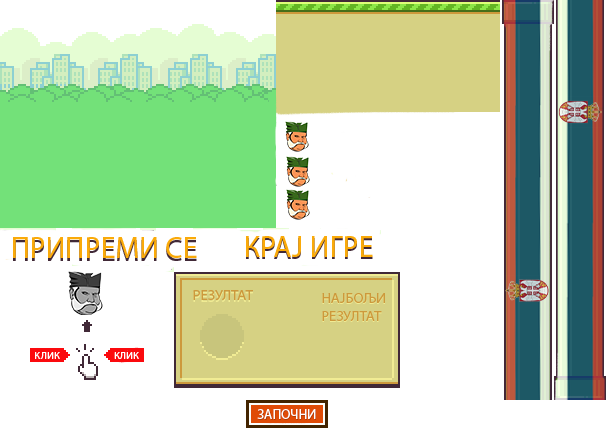 ПРИПРЕМИ СЕ
КРАЈ ИГРЕ
РЕЗУЛТАТ
НАЈБОЉИ
РЕЗУЛТАТ
КЛИК
КЛИК
ЗАПОЧНИ